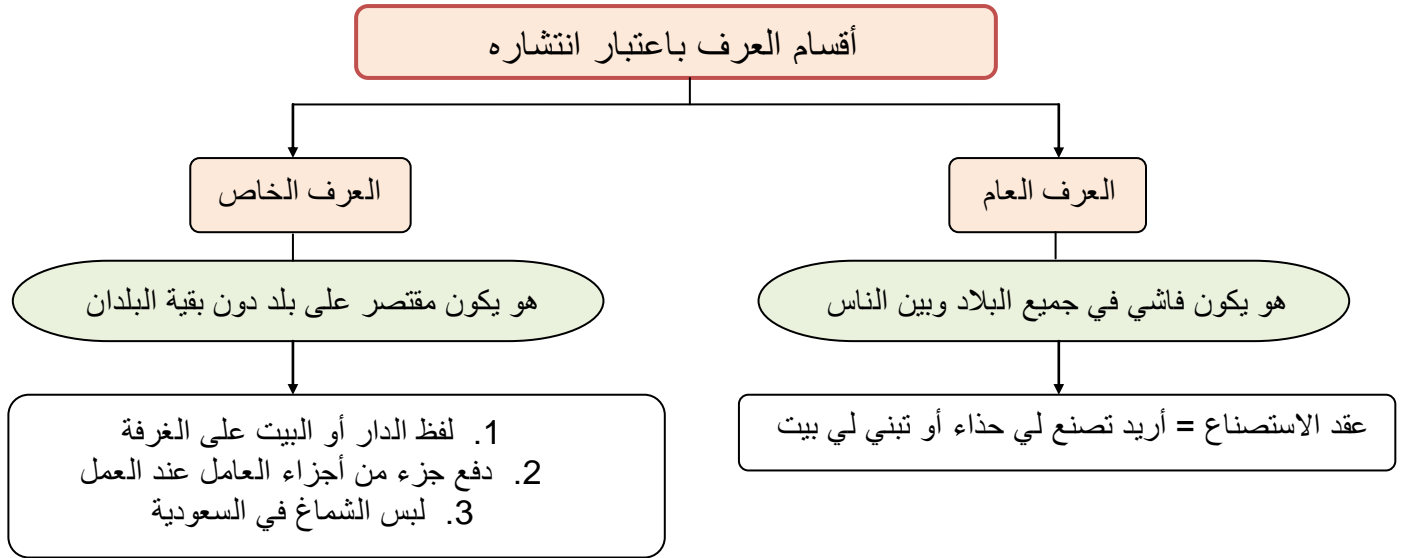 أقسام العرف باعتبار انتشاره
العرف العام
العرف الخاص
هو يكون فاشي في جميع البلاد وبين الناس
هو يكون مقتصر على بلد دون بقية البلدان
عقد الاستصناع = أريد تصنع لي حذاء أو تبني لي بيت
1. لفظ الدار أو البيت على الغرفة
2. دفع جزء من أجزاء العامل عند العمل
3. لبس الشماغ في السعودية